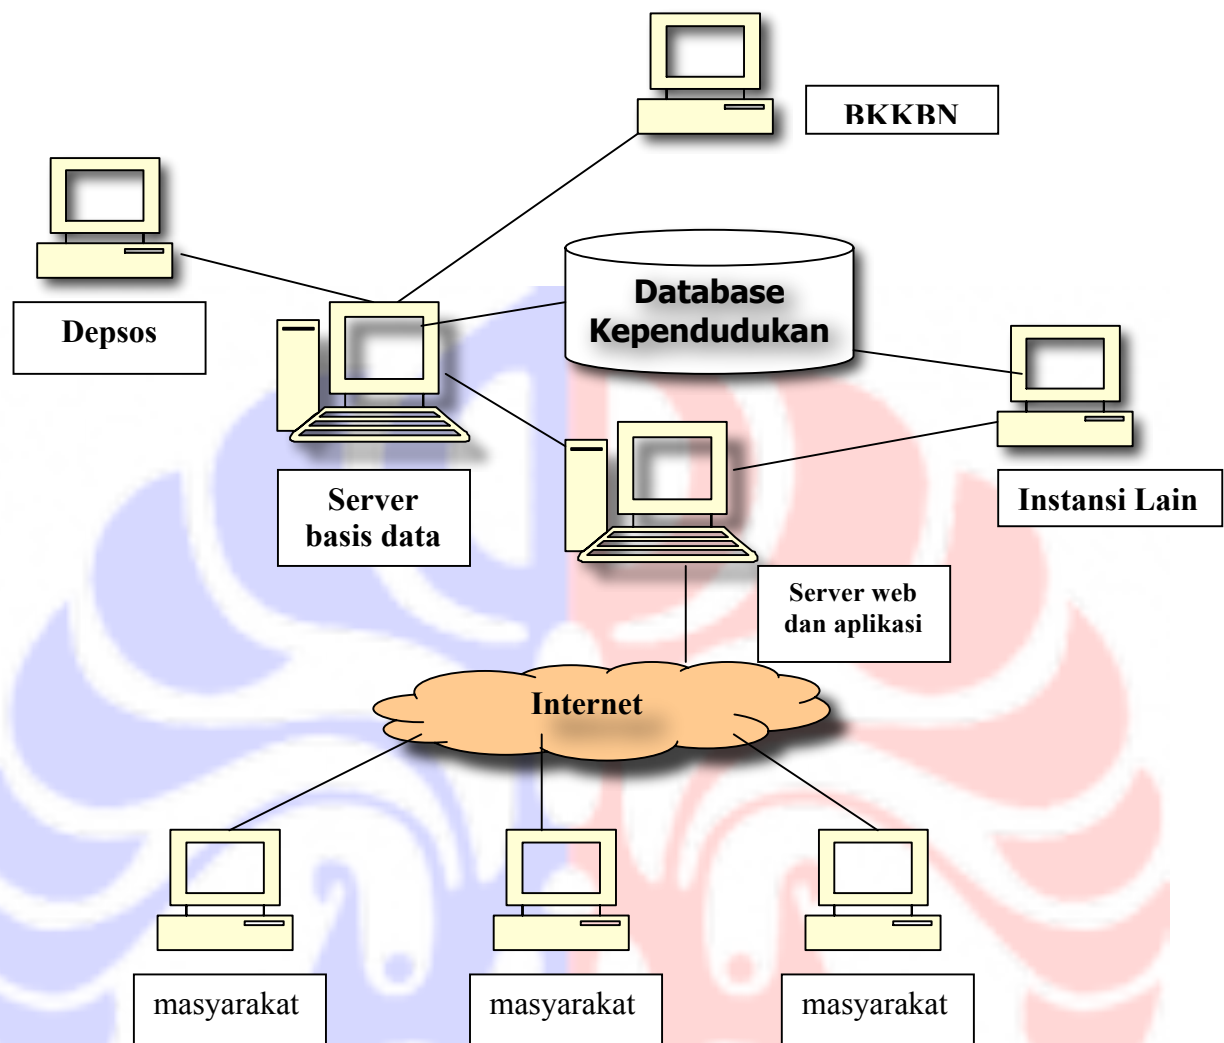 BKKBN
Depsos
Database
Kependudukan
Server
basis data
Instansi Lain
Server web
dan aplikasi
Internet
masyarakat
masyarakat
masyarakat